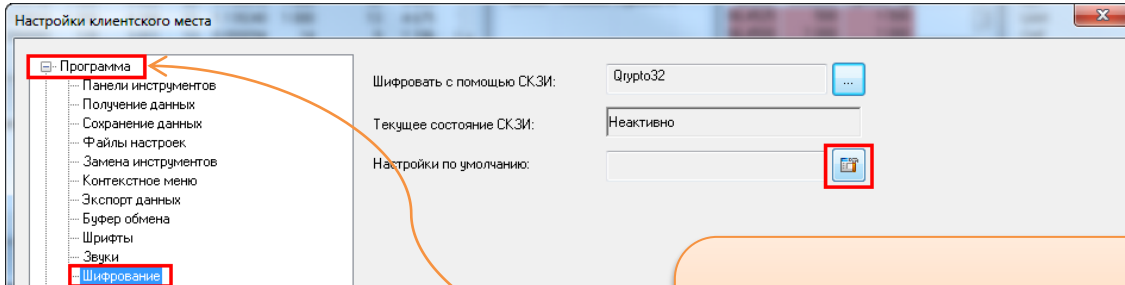 Настройки клиентского места
Программа
Панели инструментов
Получение данных
Сохранение данных
Файлы настроек
Замена инструментов
Контекстное меню
Экспорт данных
Буфер обмена
Шрифты
Звуки
Шифрование
Шифровать с помощью СКЗИ:
Qrypto32
...
Текущее состояние СКЗИ:
Неактивно
Настройки по умолчанию: